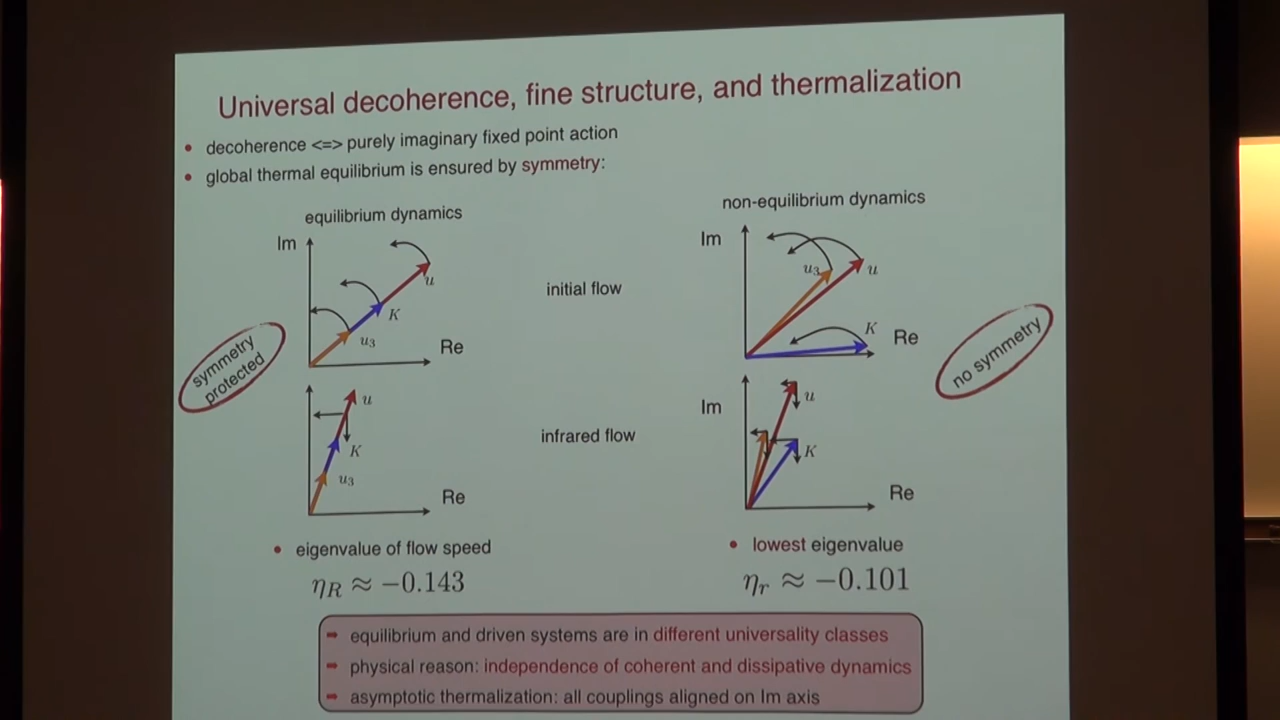 Universal decoherence, fine structure, and thermalization
• decoherence <=> purely imaginary fixed point action
• global thermal equilibrium is ensured by symmetry:
equilibrium dynamics
non-equilibrium dynamics
Im
u
K
u₃
Re
initial flow
Im
u₃
u
K
Re
symmetry
protected
no symmetry
u
K
u₃
Re
infrared flow
Im
u
K
Re
• eigenvalue of flow speed
• lowest eigenvalue
η_R ≈ −0.143
η_r ≈ −0.101
➡ equilibrium and driven systems are in different universality classes
➡ physical reason: independence of coherent and dissipative dynamics
➡ asymptotic thermalization: all couplings aligned on Im axis